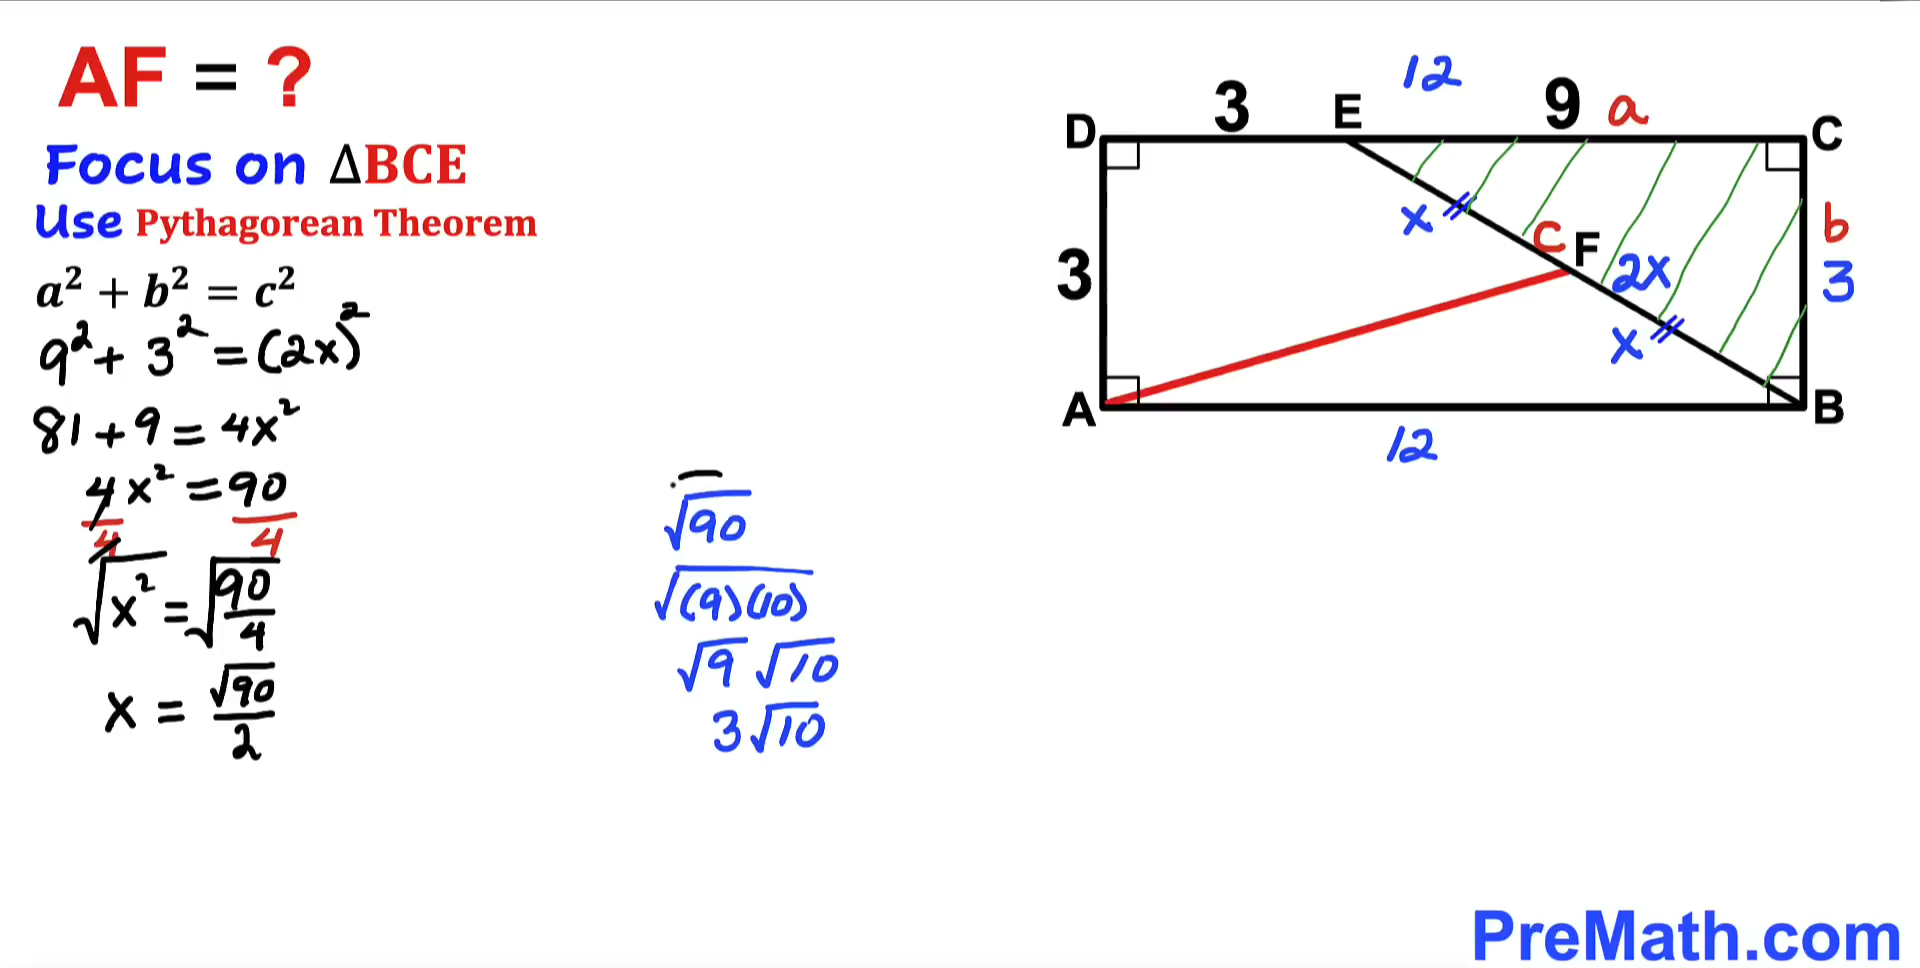 AF = ?
Focus on ΔBCE
Use Pythagorean Theorem
a² + b² = c²
9² + 3² = (2x)²
81 + 9 = 4x²
4x² = 90
4 4
√x² = √90/4
x = √90/2
√90
√(9)(10)
√9 √10
3√10
12
D 3 E 9 a C
x C F 2x b
3 3
x
A B
12
PreMath.com